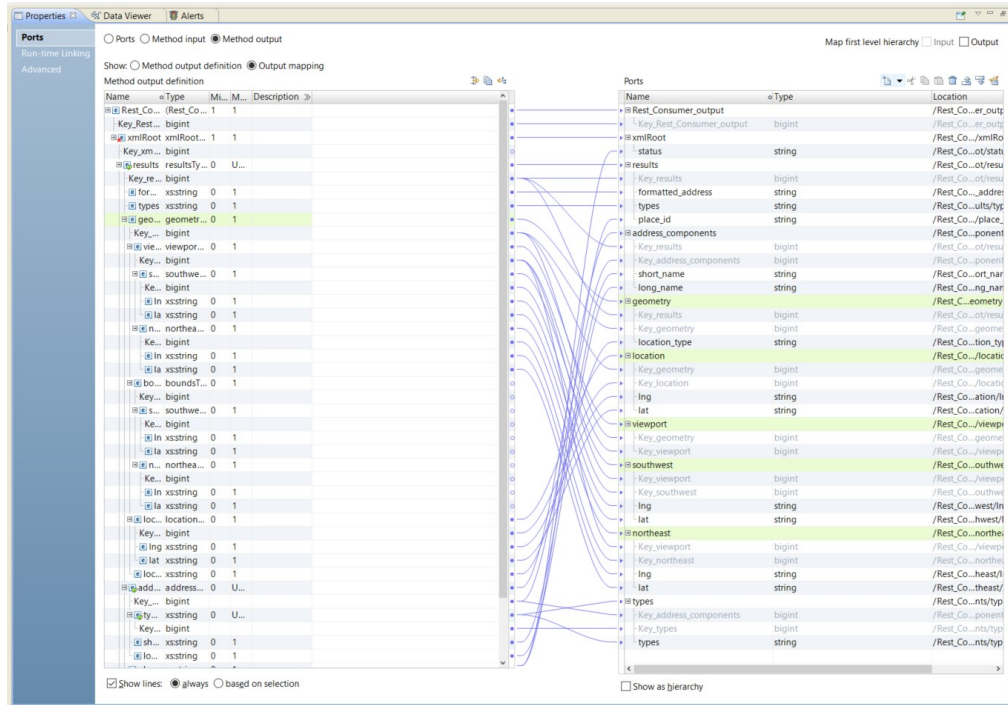 Properties Data Viewer Alerts
Ports
Run-time Linking
Advanced
Ports Method input Method output
Map first level hierarchy Input Output
Show: Method output definition Output mapping
Method output definition
Name Type Mi... M... Description »
Rest_Co... (Rest_Co... 1 1
Key_Rest... bigint
xmlRoot xmlRoot... 1 1
Key_xm... bigint
results resultsTy... 0 U...
Key_re... bigint
for... xs:string 0 1
types xs:string 0 1
geo... geometr... 0 1
Key_... bigint
vie... viewpor... 0 1
Key... bigint
s... southwe... 0 1
Ke... bigint
ln xs:string 0 1
la xs:string 0 1
n... northea... 0 1
Ke... bigint
ln xs:string 0 1
la xs:string 0 1
bo... boundsT... 0 1
Key... bigint
s... southwe... 0 1
Ke... bigint
ln xs:string 0 1
la xs:string 0 1
n... northea... 0 1
Ke... bigint
ln xs:string 0 1
la xs:string 0 1
loc... location... 0 1
Key... bigint
lng xs:string 0 1
lat xs:string 0 1
loc... xs:string 0 1
add... address... 0 U...
Key_... bigint
ty... xs:string 0 U...
Key... bigint
sh... xs:string 0 1
lo... xs:string 0 1
Show lines: always based on selection
Ports
Name Type Location
Rest_Consumer_output /Rest_Co...er_outp
Key_Rest_Consumer_output bigint /Rest_Co...er_outp
xmlRoot /Rest_Co.../xmlRo
status string /Rest_Co...ot/statu
results /Rest_Co...ot/resu
Key_results bigint /Rest_Co...ot/resu
formatted_address string /Rest_Co..._addres
types string /Rest_Co...ults/typ
place_id string /Rest_Co.../place_
address_components /Rest_Co...ponent
Key_results bigint /Rest_Co...ot/resu
Key_address_components bigint /Rest_Co...ponent
short_name string /Rest_Co...ort_nar
long_name string /Rest_Co...ng_nan
geometry /Rest_C...eometry
Key_results bigint /Rest_Co...ot/resu
Key_geometry bigint /Rest_Co...geome
location_type string /Rest_Co...tion_typ
location /Rest_Co.../locatio
Key_geometry bigint /Rest_Co...geome
Key_location bigint /Rest_Co.../locatio
lng string /Rest_Co...ation/ln
lat string /Rest_Co...cation/
viewport /Rest_Co.../viewpo
Key_geometry bigint /Rest_Co...geome
Key_viewport bigint /Rest_Co.../viewpo
southwest /Rest_Co...outhwe
Key_viewport bigint /Rest_Co.../viewpo
Key_southwest bigint /Rest_Co...outhwe
lng string /Rest_Co...west/ln
lat string /Rest_Co...hwest/l
northeast /Rest_Co...northea
Key_viewport bigint /Rest_Co.../viewpo
Key_northeast bigint /Rest_Co...northea
lng string /Rest_Co...heast/l
lat string /Rest_Co...theast/
types /Rest_Co...nts/typ
Key_address_components bigint /Rest_Co...ponent
Key_types bigint /Rest_Co...nts/typ
types string /Rest_Co...nts/typ
Show as hierarchy